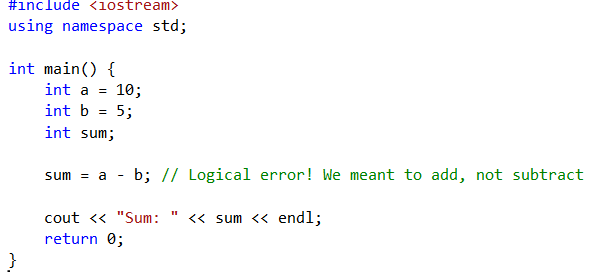 #include <iostream>
using namespace std;

int main() {
    int a = 10;
    int b = 5;
    int sum;

    sum = a - b; // Logical error! We meant to add, not subtract

    cout << "Sum: " << sum << endl;
    return 0;
}